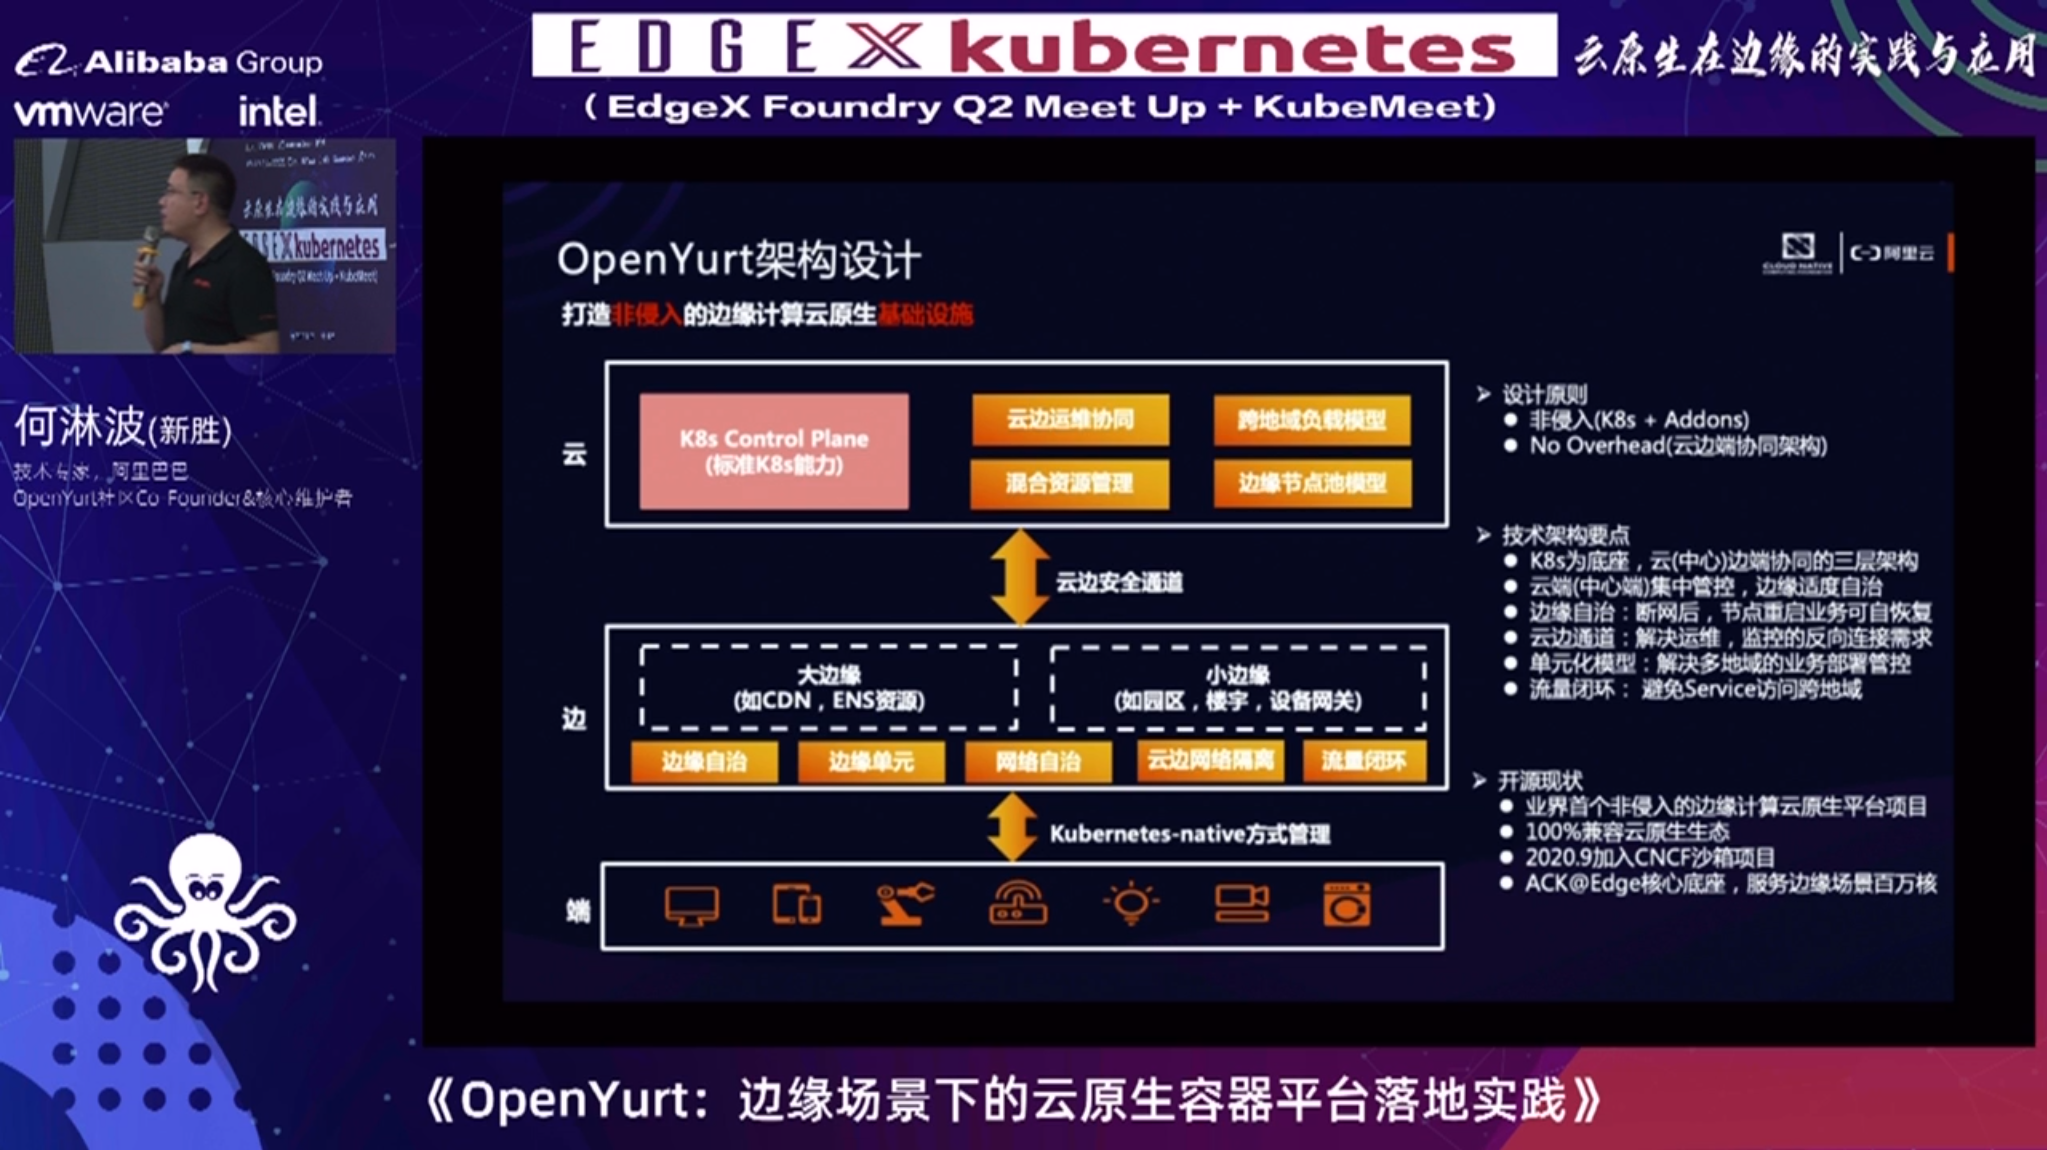 Alibaba Group
vmware
intel
EDGE X kubernetes
云原生在边缘的实践与应用
( EdgeX Foundry Q2 Meet Up + KubeMeet)
云原生在边缘的实践与应用
EDGE X kubernetes
何淋波(新胜)
技术专家，阿里巴巴
OpenYurt社区Co-Founder&核心维护者
OpenYurt架构设计
打造非侵入的边缘计算云原生基础设施
CLOUD NATIVE
阿里云
云
K8s Control Plane
(标准K8s能力)
云边运维协同
跨地域负载模型
混合资源管理
边缘节点池模型
云边安全通道
边
大边缘
(如CDN，ENS资源)
小边缘
(如园区，楼宇，设备网关)
边缘自治
边缘单元
网络自治
云边网络隔离
流量闭环
Kubernetes-native方式管理
端
➢ 设计原则
● 非侵入(K8s + Addons)
● No Overhead(云边端协同架构)
➢ 技术架构要点
● K8s为底座，云(中心)边端协同的三层架构
● 云端(中心端)集中管控，边缘适度自治
● 边缘自治：断网后，节点重启业务可自恢复
● 云边通道：解决运维，监控的反向连接需求
● 单元化模型：解决多地域的业务部署管控
● 流量闭环： 避免Service访问跨地域
➢ 开源现状
● 业界首个非侵入的边缘计算云原生平台项目
● 100%兼容云原生生态
● 2020.9加入CNCF沙箱项目
● ACK@Edge核心底座，服务边缘场景百万核
《OpenYurt：边缘场景下的云原生容器平台落地实践》